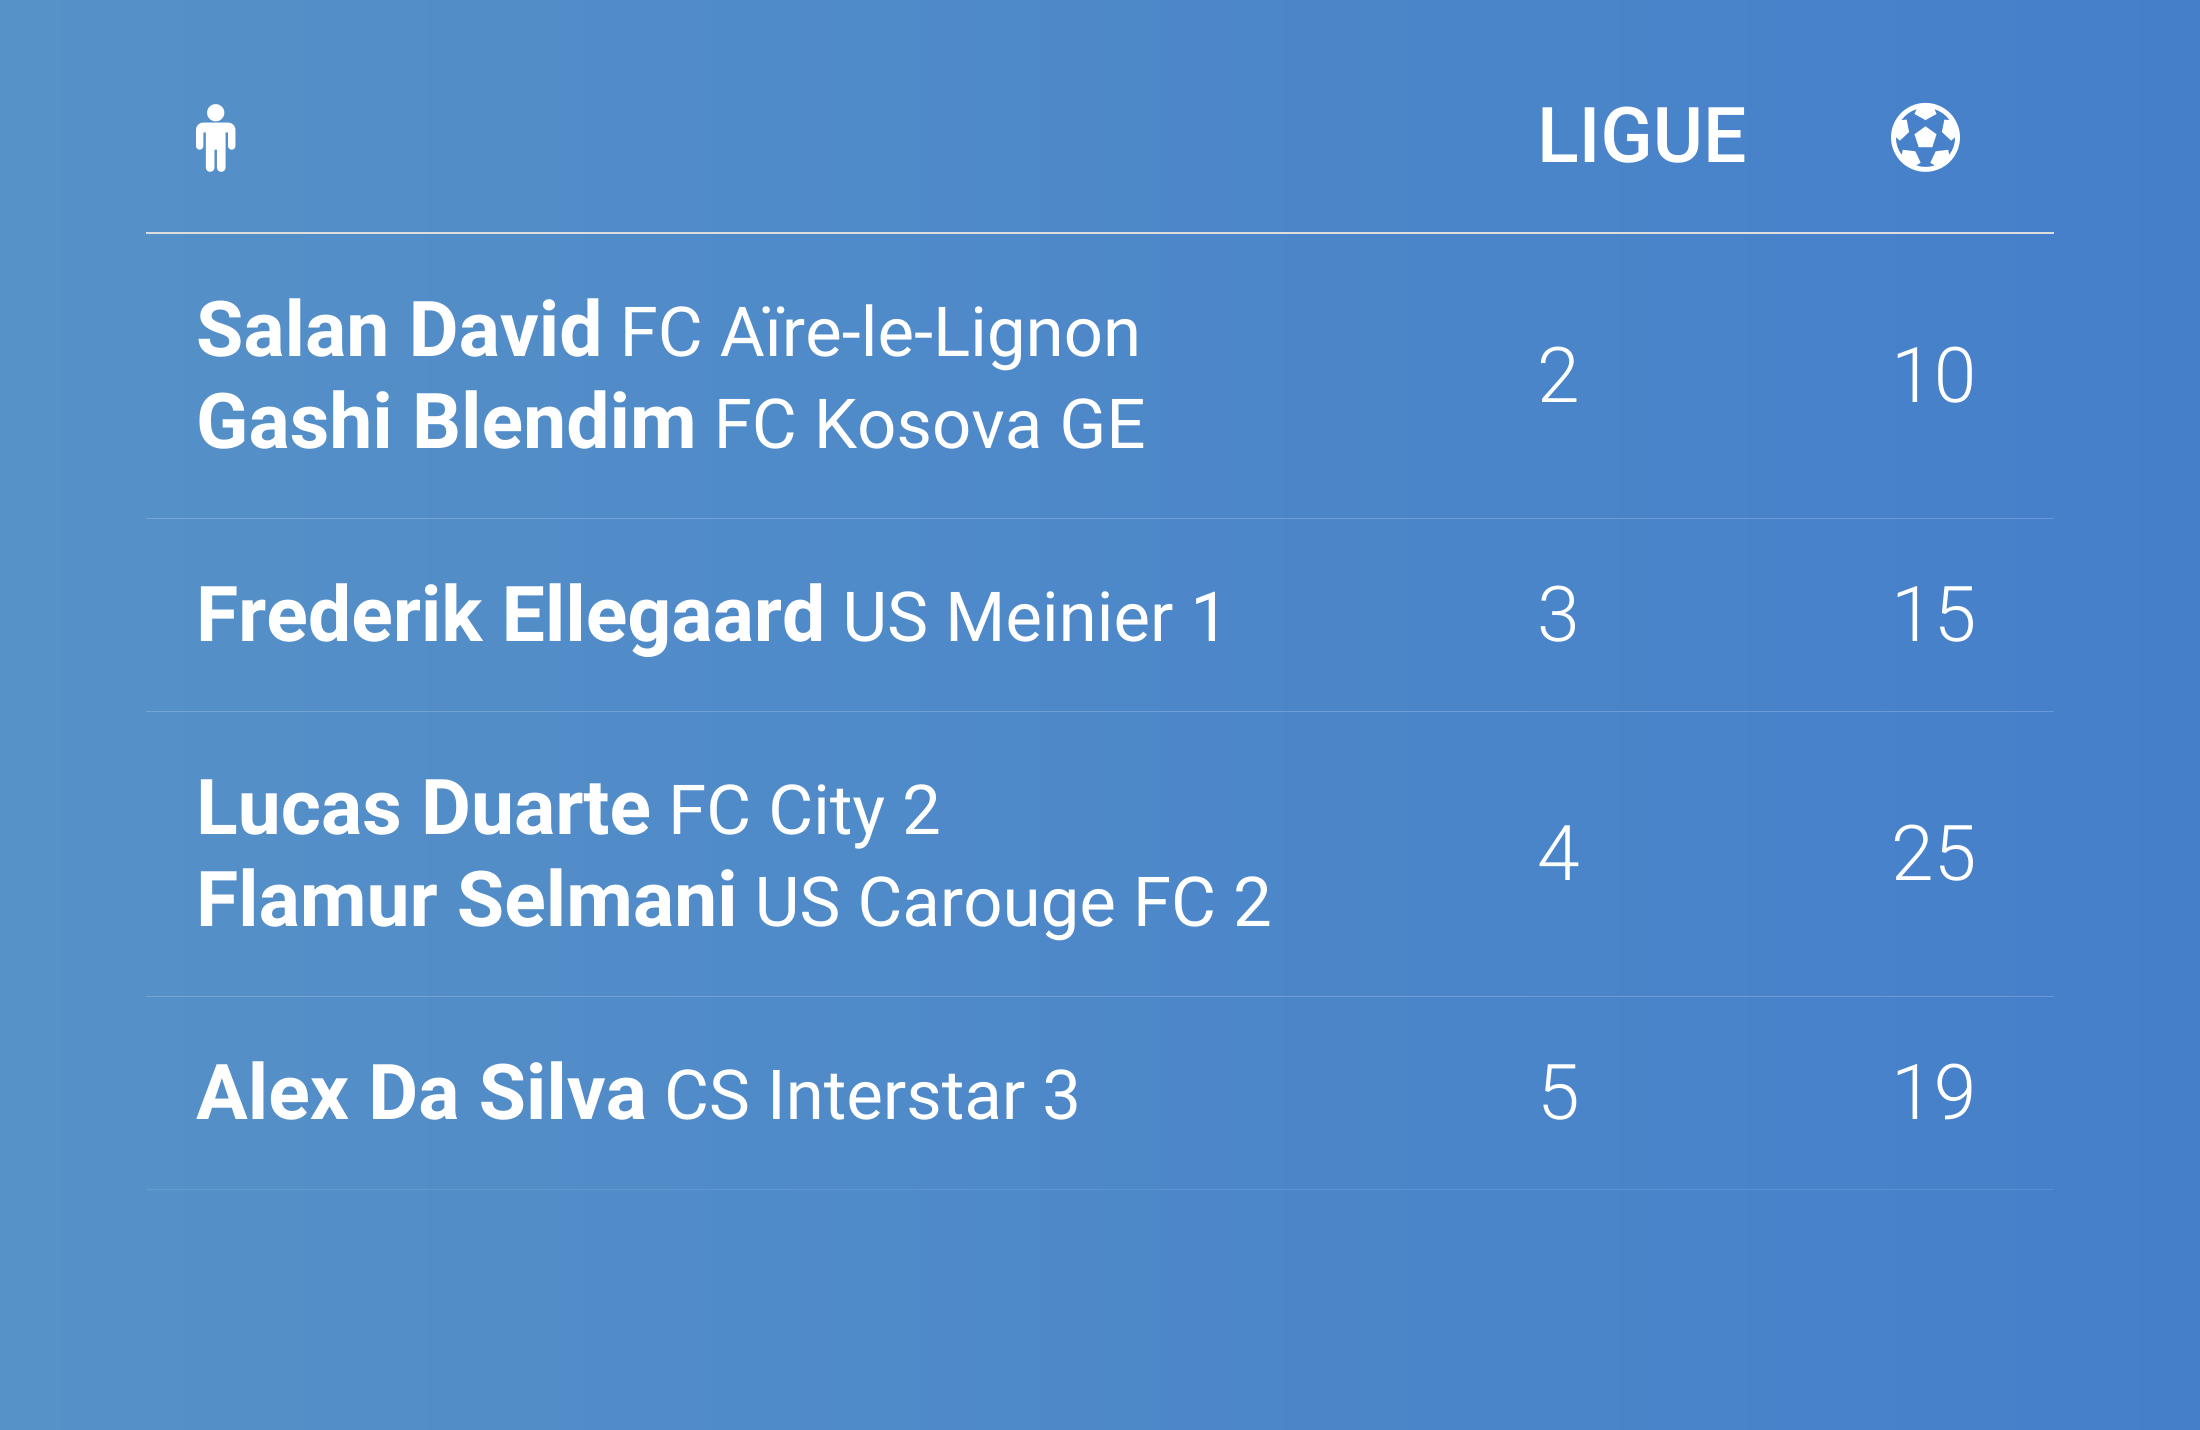 LIGUE
Salan David FC Aïre-le-Lignon
Gashi Blendim FC Kosova GE
2 10
Frederik Ellegaard US Meinier 1 3 15
Lucas Duarte FC City 2
Flamur Selmani US Carouge FC 2
4 25
Alex Da Silva CS Interstar 3 5 19